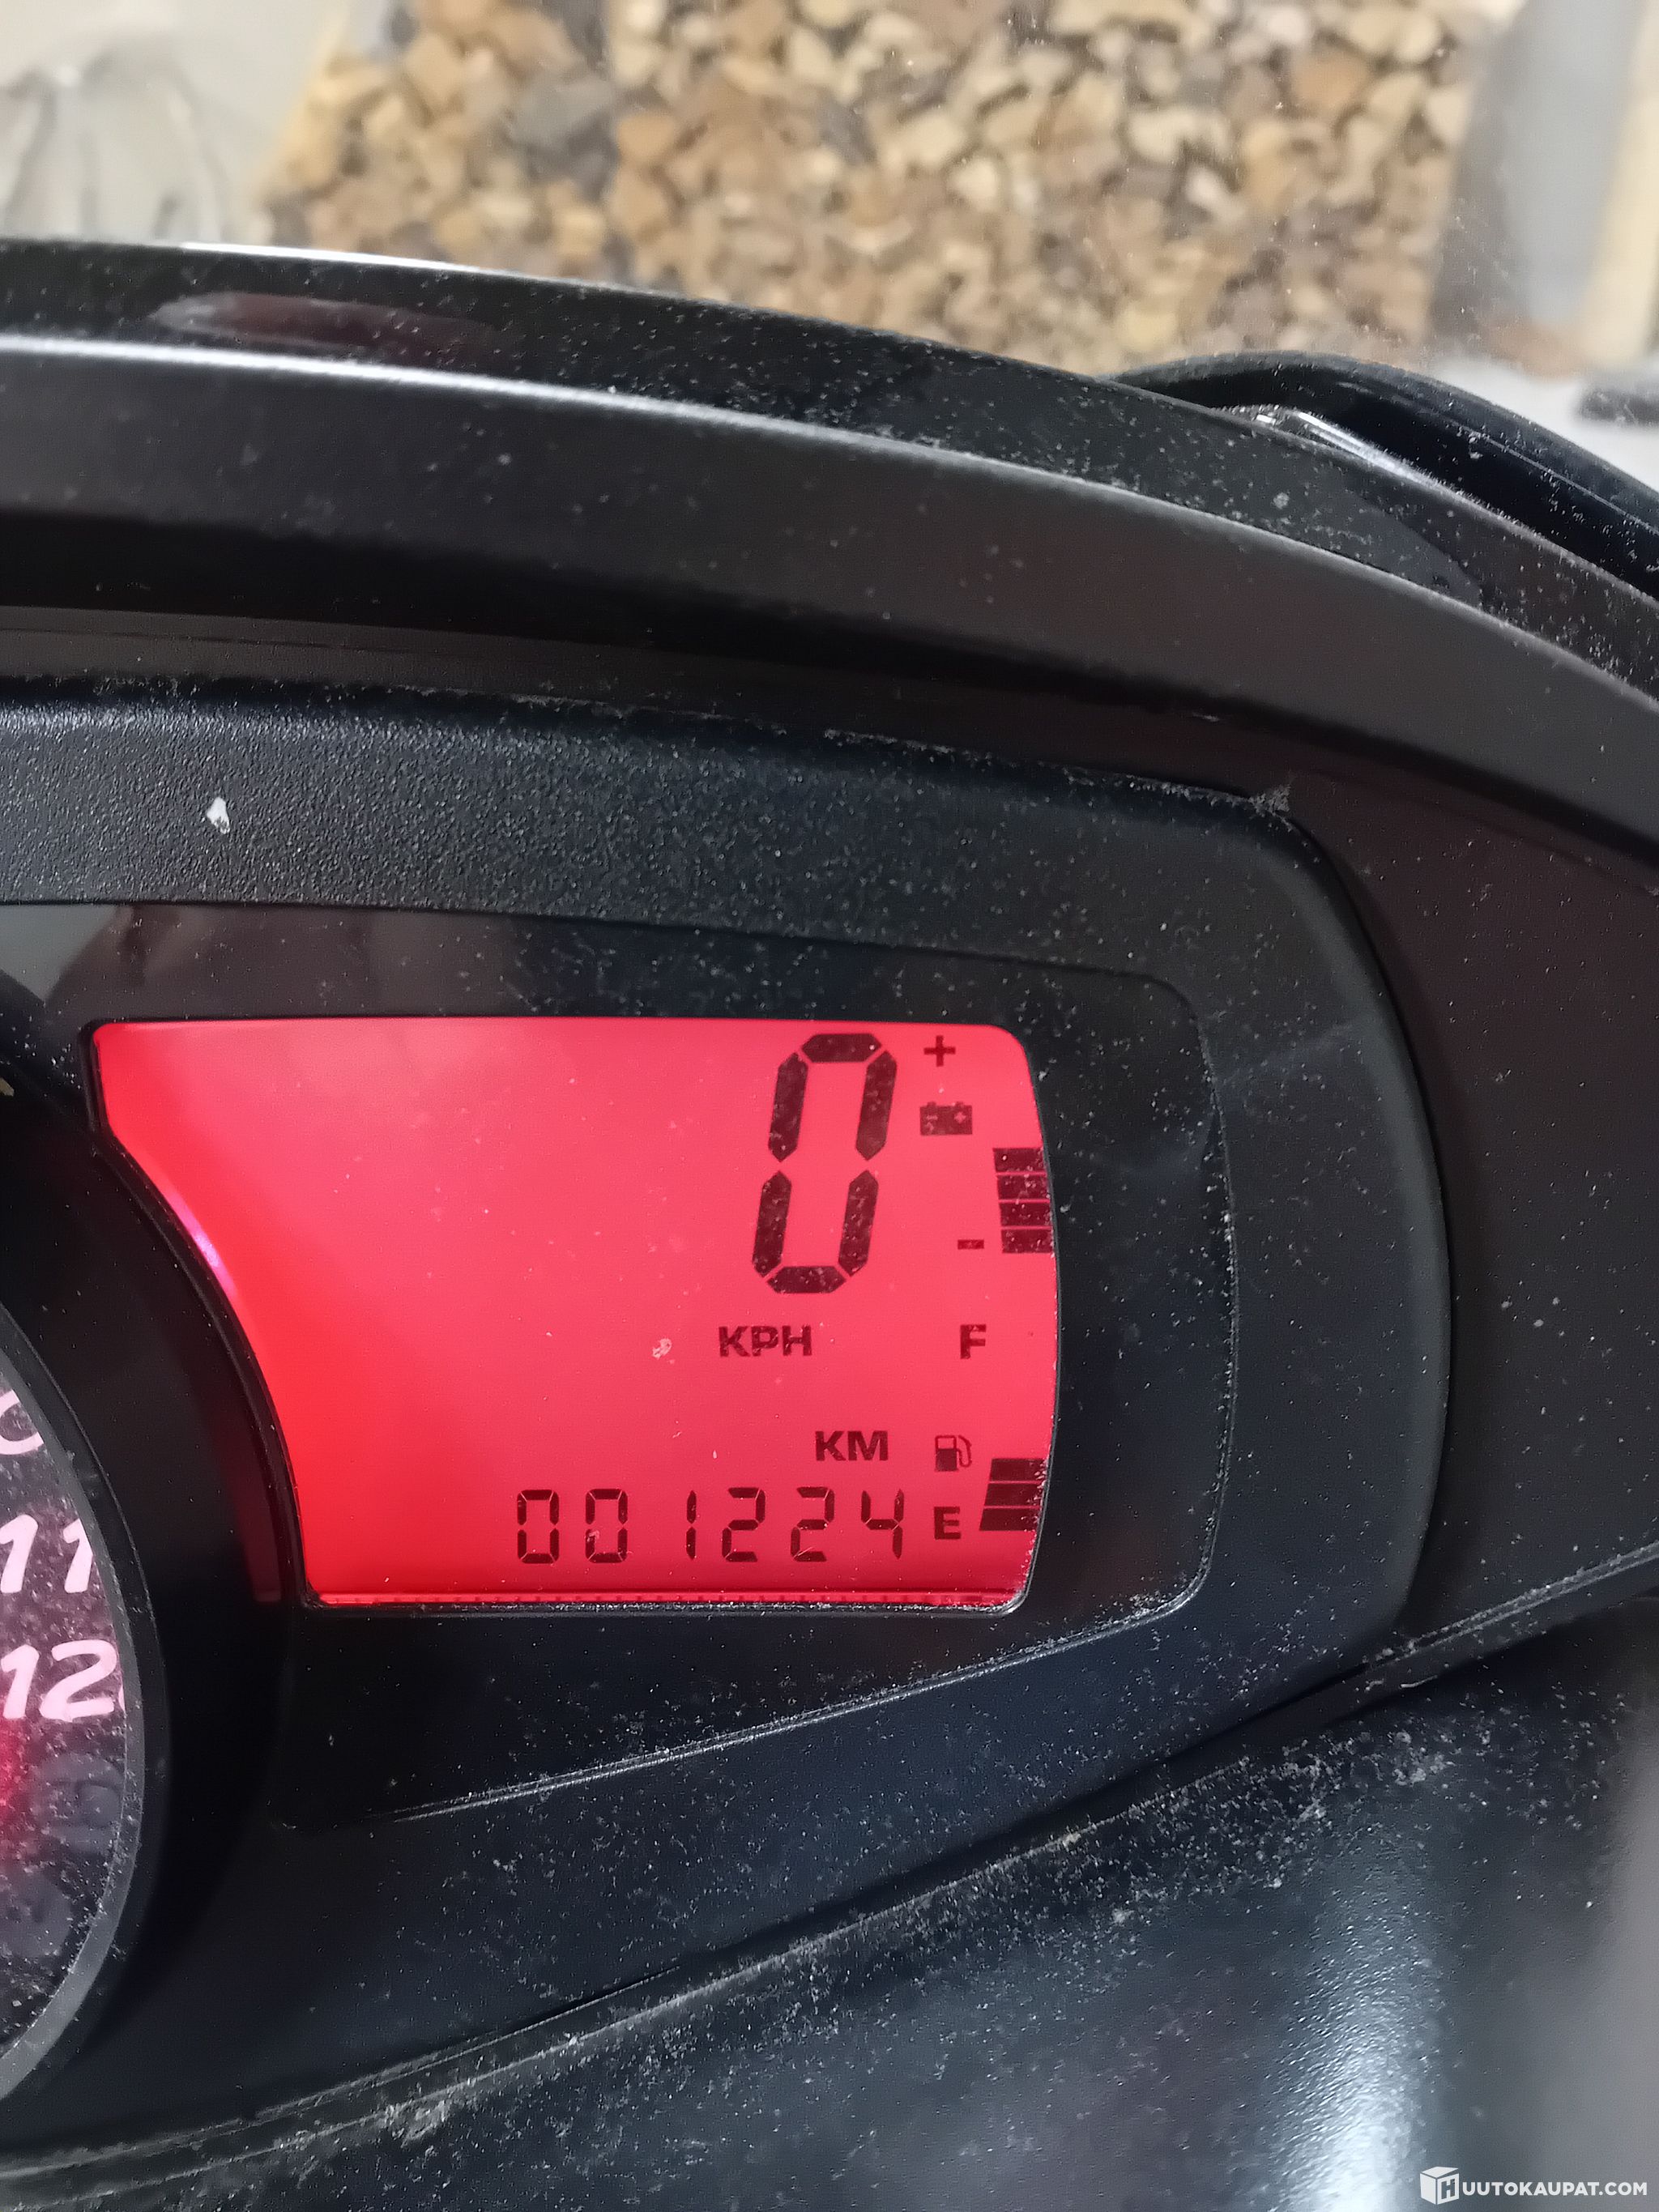 0
+
-
KPH
F
KM
001224
E
11
12
HUUTOKAUPAT.COM